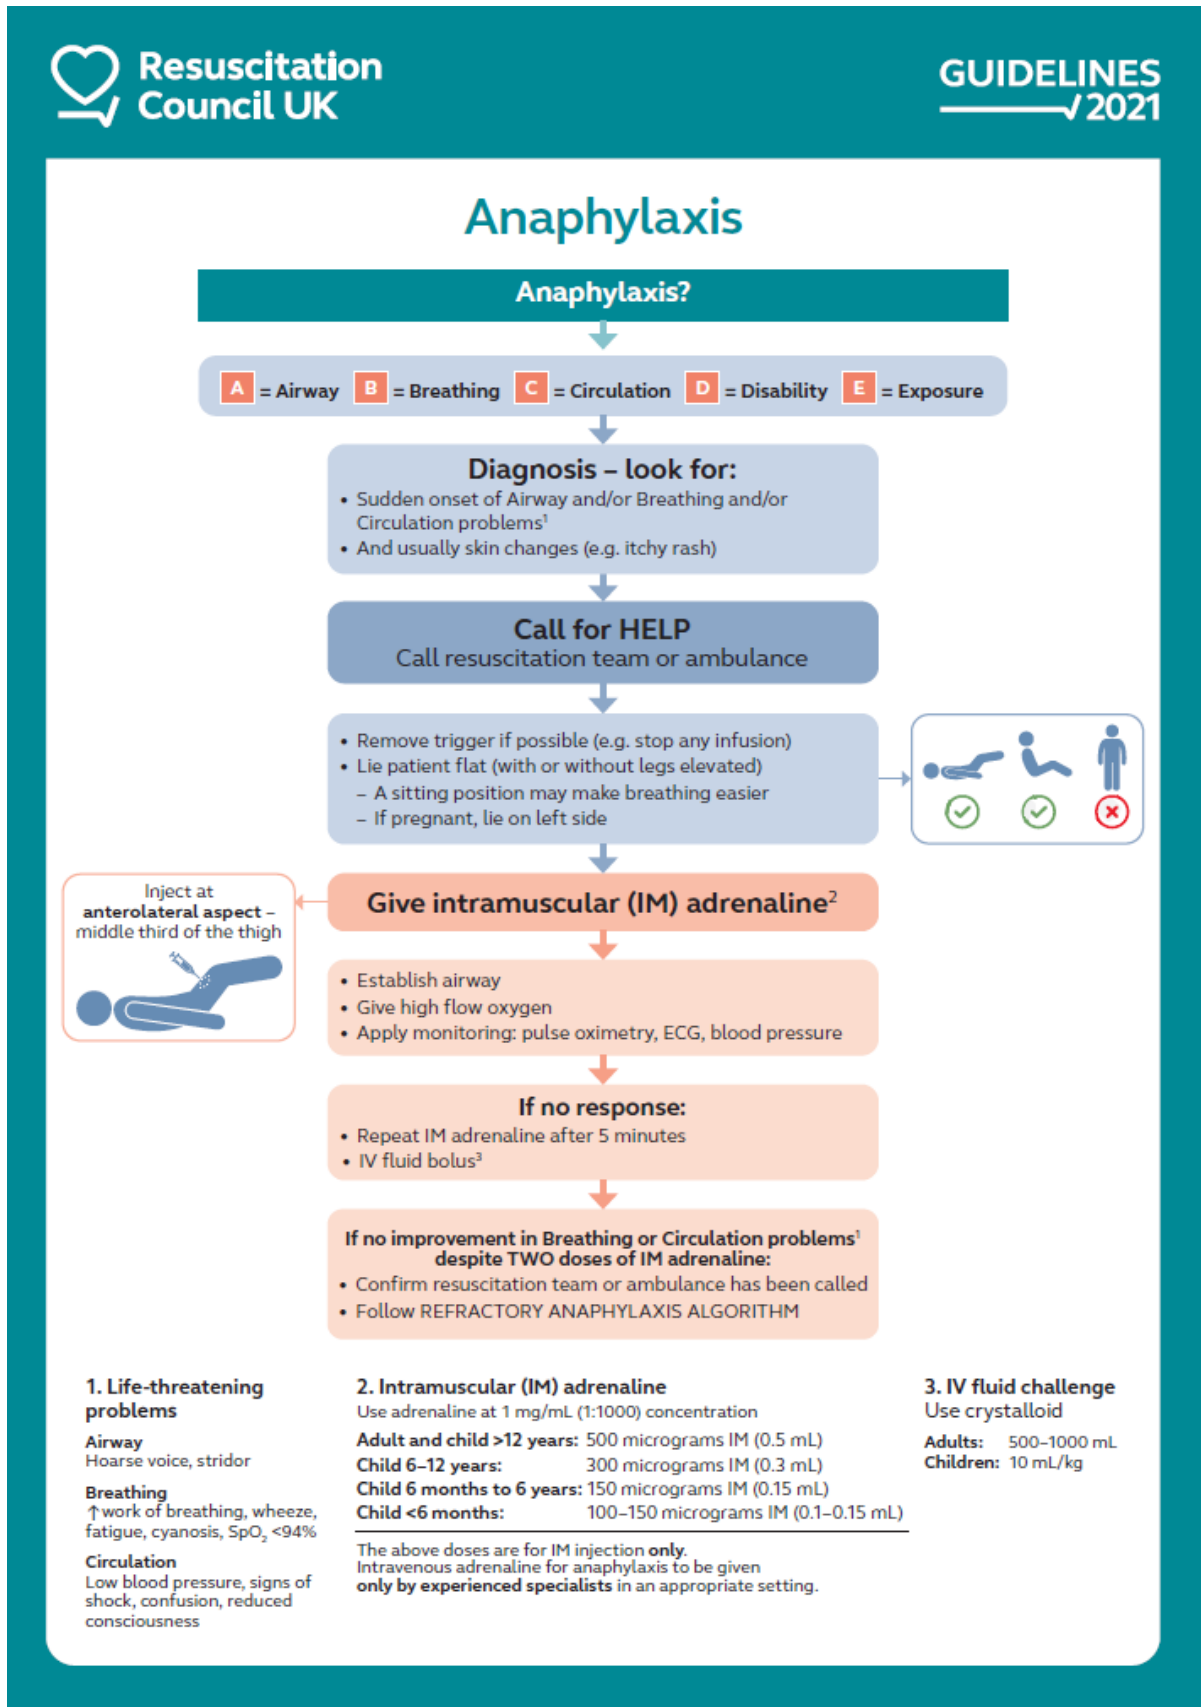 Resuscitation
Council UK
GUIDELINES
2021
Anaphylaxis
Anaphylaxis?
A = Airway B = Breathing C = Circulation D = Disability E = Exposure
Diagnosis – look for:
• Sudden onset of Airway and/or Breathing and/or
Circulation problems¹
• And usually skin changes (e.g. itchy rash)
Call for HELP
Call resuscitation team or ambulance
• Remove trigger if possible (e.g. stop any infusion)
• Lie patient flat (with or without legs elevated)
– A sitting position may make breathing easier
– If pregnant, lie on left side
Inject at
anterolateral aspect –
middle third of the thigh
Give intramuscular (IM) adrenaline²
• Establish airway
• Give high flow oxygen
• Apply monitoring: pulse oximetry, ECG, blood pressure
If no response:
• Repeat IM adrenaline after 5 minutes
• IV fluid bolus³
If no improvement in Breathing or Circulation problems¹
despite TWO doses of IM adrenaline:
• Confirm resuscitation team or ambulance has been called
• Follow REFRACTORY ANAPHYLAXIS ALGORITHM
1. Life-threatening
problems
Airway
Hoarse voice, stridor
Breathing
↑work of breathing, wheeze,
fatigue, cyanosis, SpO₂ <94%
Circulation
Low blood pressure, signs of
shock, confusion, reduced
consciousness
2. Intramuscular (IM) adrenaline
Use adrenaline at 1 mg/mL (1:1000) concentration
Adult and child >12 years: 500 micrograms IM (0.5 mL)
Child 6–12 years: 300 micrograms IM (0.3 mL)
Child 6 months to 6 years: 150 micrograms IM (0.15 mL)
Child <6 months: 100–150 micrograms IM (0.1–0.15 mL)
The above doses are for IM injection only.
Intravenous adrenaline for anaphylaxis to be given
only by experienced specialists in an appropriate setting.
3. IV fluid challenge
Use crystalloid
Adults: 500–1000 mL
Children: 10 mL/kg